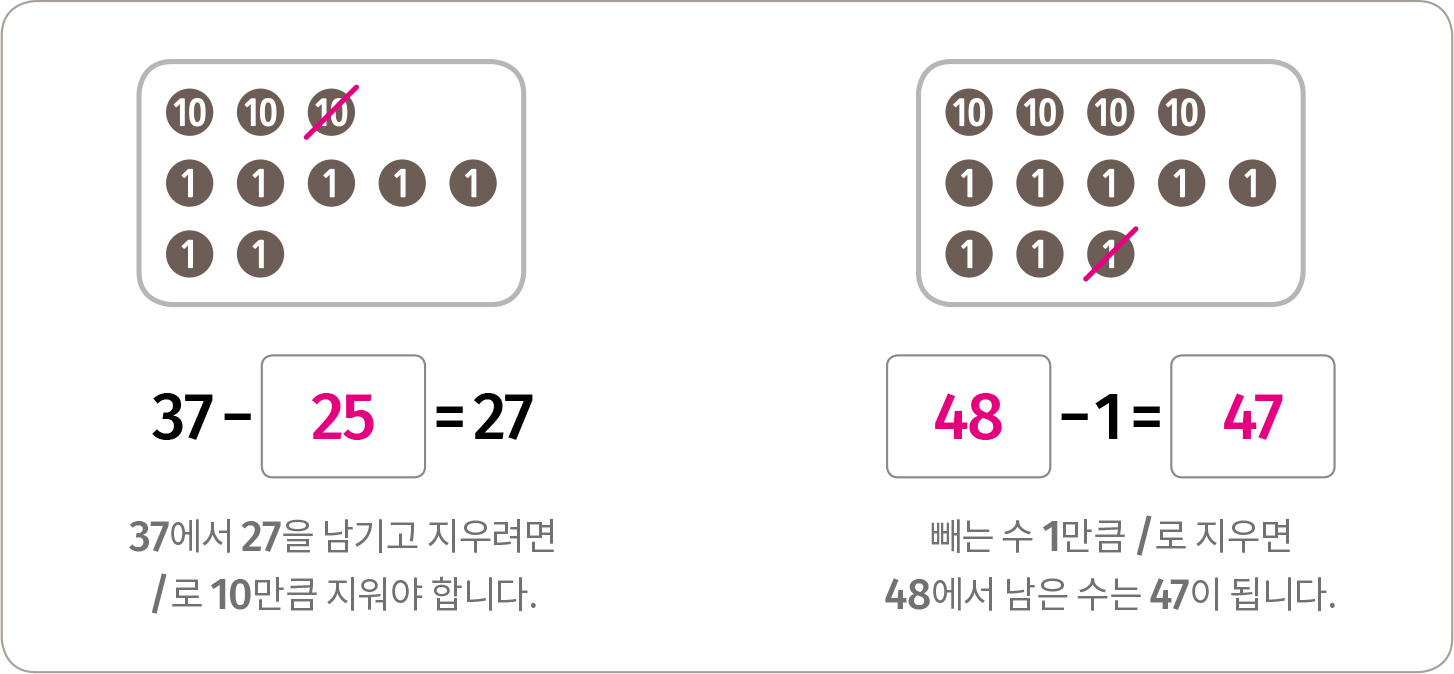 10 10 10
1 1 1 1 1
1 1
37 - 25 = 27
37에서 27을 남기고 지우려면
/로 10만큼 지워야 합니다.
10 10 10 10
1 1 1 1 1
1 1 1
48 - 1 = 47
빼는 수 1만큼 /로 지우면
48에서 남은 수는 47이 됩니다.